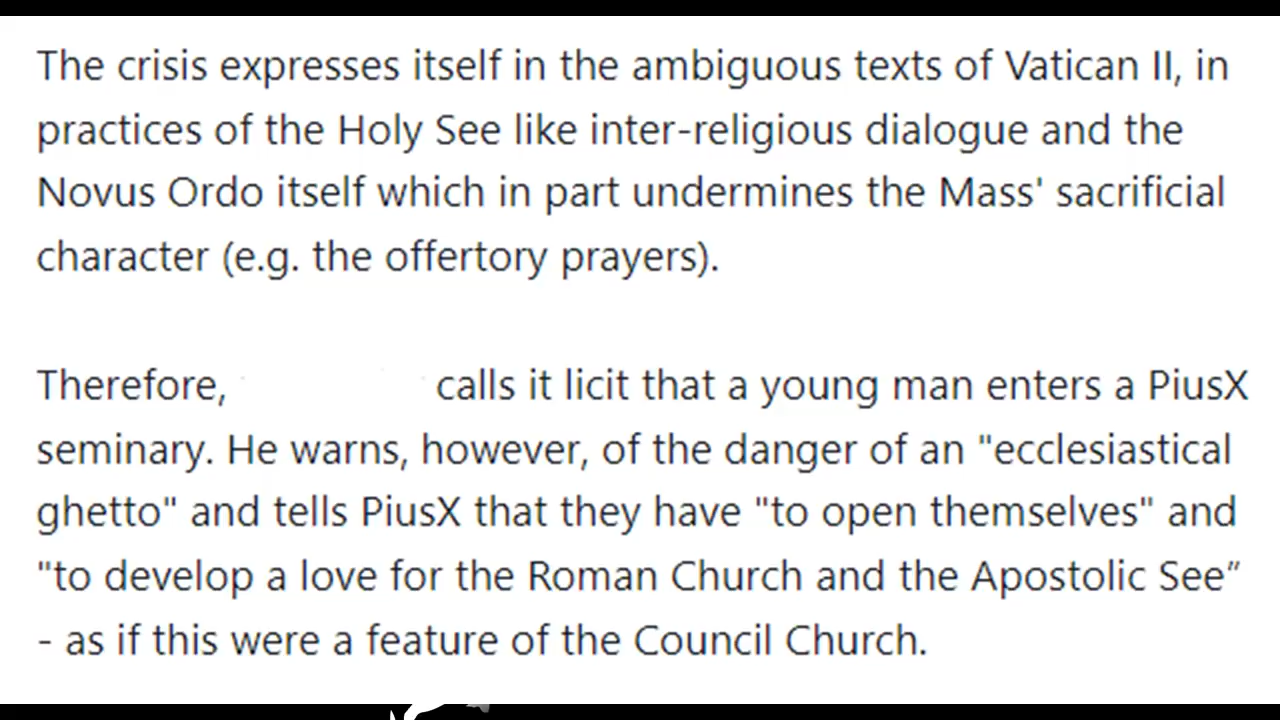 The crisis expresses itself in the ambiguous texts of Vatican II, in
practices of the Holy See like inter-religious dialogue and the
Novus Ordo itself which in part undermines the Mass' sacrificial
character (e.g. the offertory prayers).
Therefore, calls it licit that a young man enters a PiusX
seminary. He warns, however, of the danger of an "ecclesiastical
ghetto" and tells PiusX that they have "to open themselves" and
"to develop a love for the Roman Church and the Apostolic See”
- as if this were a feature of the Council Church.